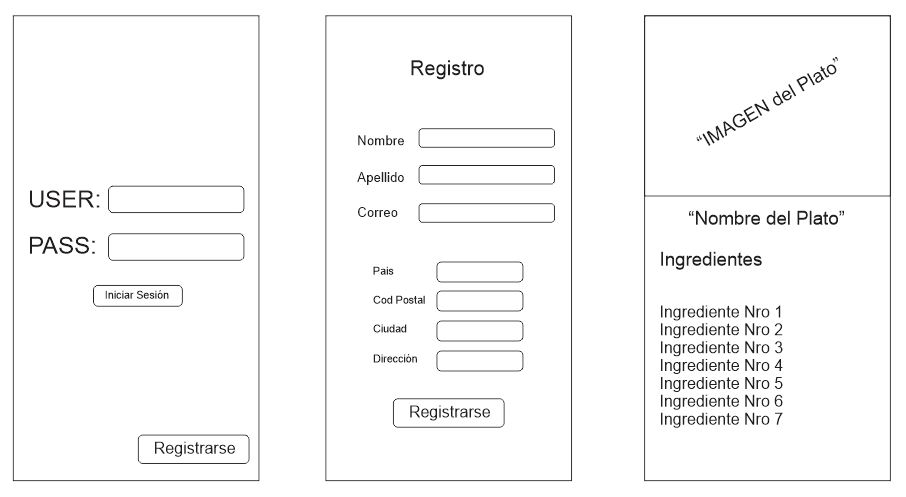 USER:
PASS:
Iniciar Sesión
Registrarse
Registro
Nombre
Apellido
Correo
Pais
Cod Postal
Ciudad
Dirección
Registrarse
“IMAGEN del Plato”
“Nombre del Plato”
Ingredientes
Ingrediente Nro 1
Ingrediente Nro 2
Ingrediente Nro 3
Ingrediente Nro 4
Ingrediente Nro 5
Ingrediente Nro 6
Ingrediente Nro 7